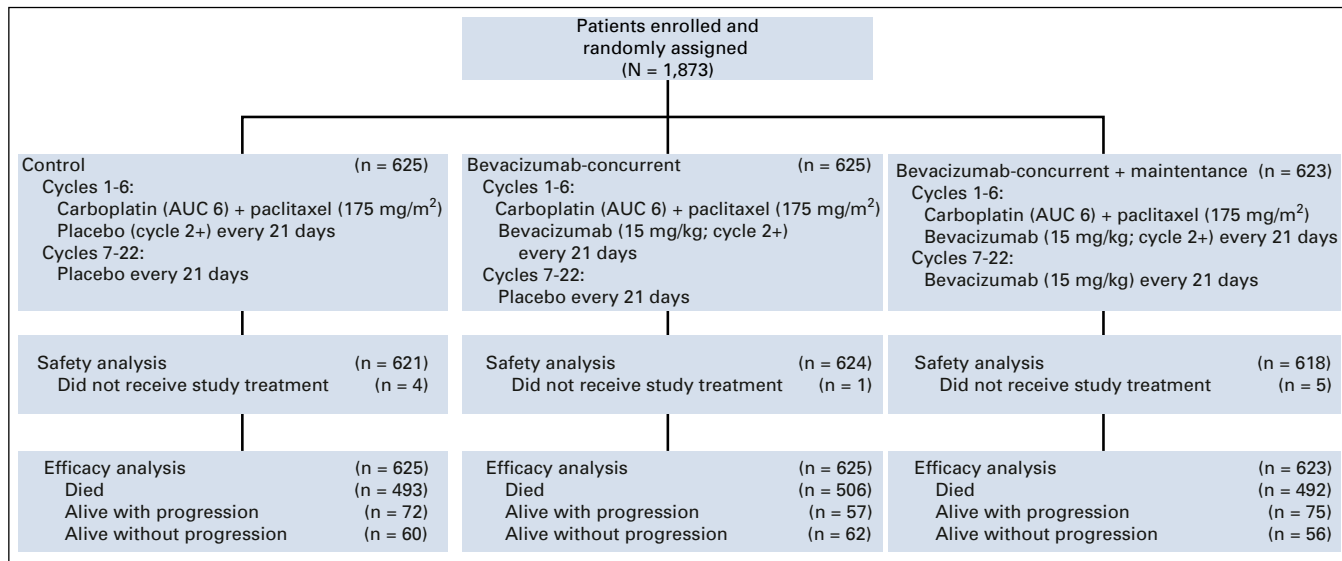 Patients enrolled and
randomly assigned
(N = 1,873)
Control (n = 625)
Cycles 1-6:
Carboplatin (AUC 6) + paclitaxel (175 mg/m²)
Placebo (cycle 2+) every 21 days
Cycles 7-22:
Placebo every 21 days
Bevacizumab-concurrent (n = 625)
Cycles 1-6:
Carboplatin (AUC 6) + paclitaxel (175 mg/m²)
Bevacizumab (15 mg/kg; cycle 2+)
every 21 days
Cycles 7-22:
Placebo every 21 days
Bevacizumab-concurrent + maintentance (n = 623)
Cycles 1-6:
Carboplatin (AUC 6) + paclitaxel (175 mg/m²)
Bevacizumab (15 mg/kg; cycle 2+) every 21 days
Cycles 7-22:
Bevacizumab (15 mg/kg) every 21 days
Safety analysis (n = 621)
Did not receive study treatment (n = 4)
Safety analysis (n = 624)
Did not receive study treatment (n = 1)
Safety analysis (n = 618)
Did not receive study treatment (n = 5)
Efficacy analysis (n = 625)
Died (n = 493)
Alive with progression (n = 72)
Alive without progression (n = 60)
Efficacy analysis (n = 625)
Died (n = 506)
Alive with progression (n = 57)
Alive without progression (n = 62)
Efficacy analysis (n = 623)
Died (n = 492)
Alive with progression (n = 75)
Alive without progression (n = 56)